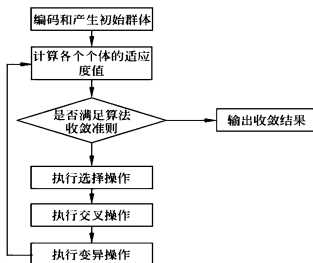 编码和产生初始群体
计算各个个体的适应
度值
是否满足算法
收敛准则
输出收敛结果
执行选择操作
执行交叉操作
执行变异操作